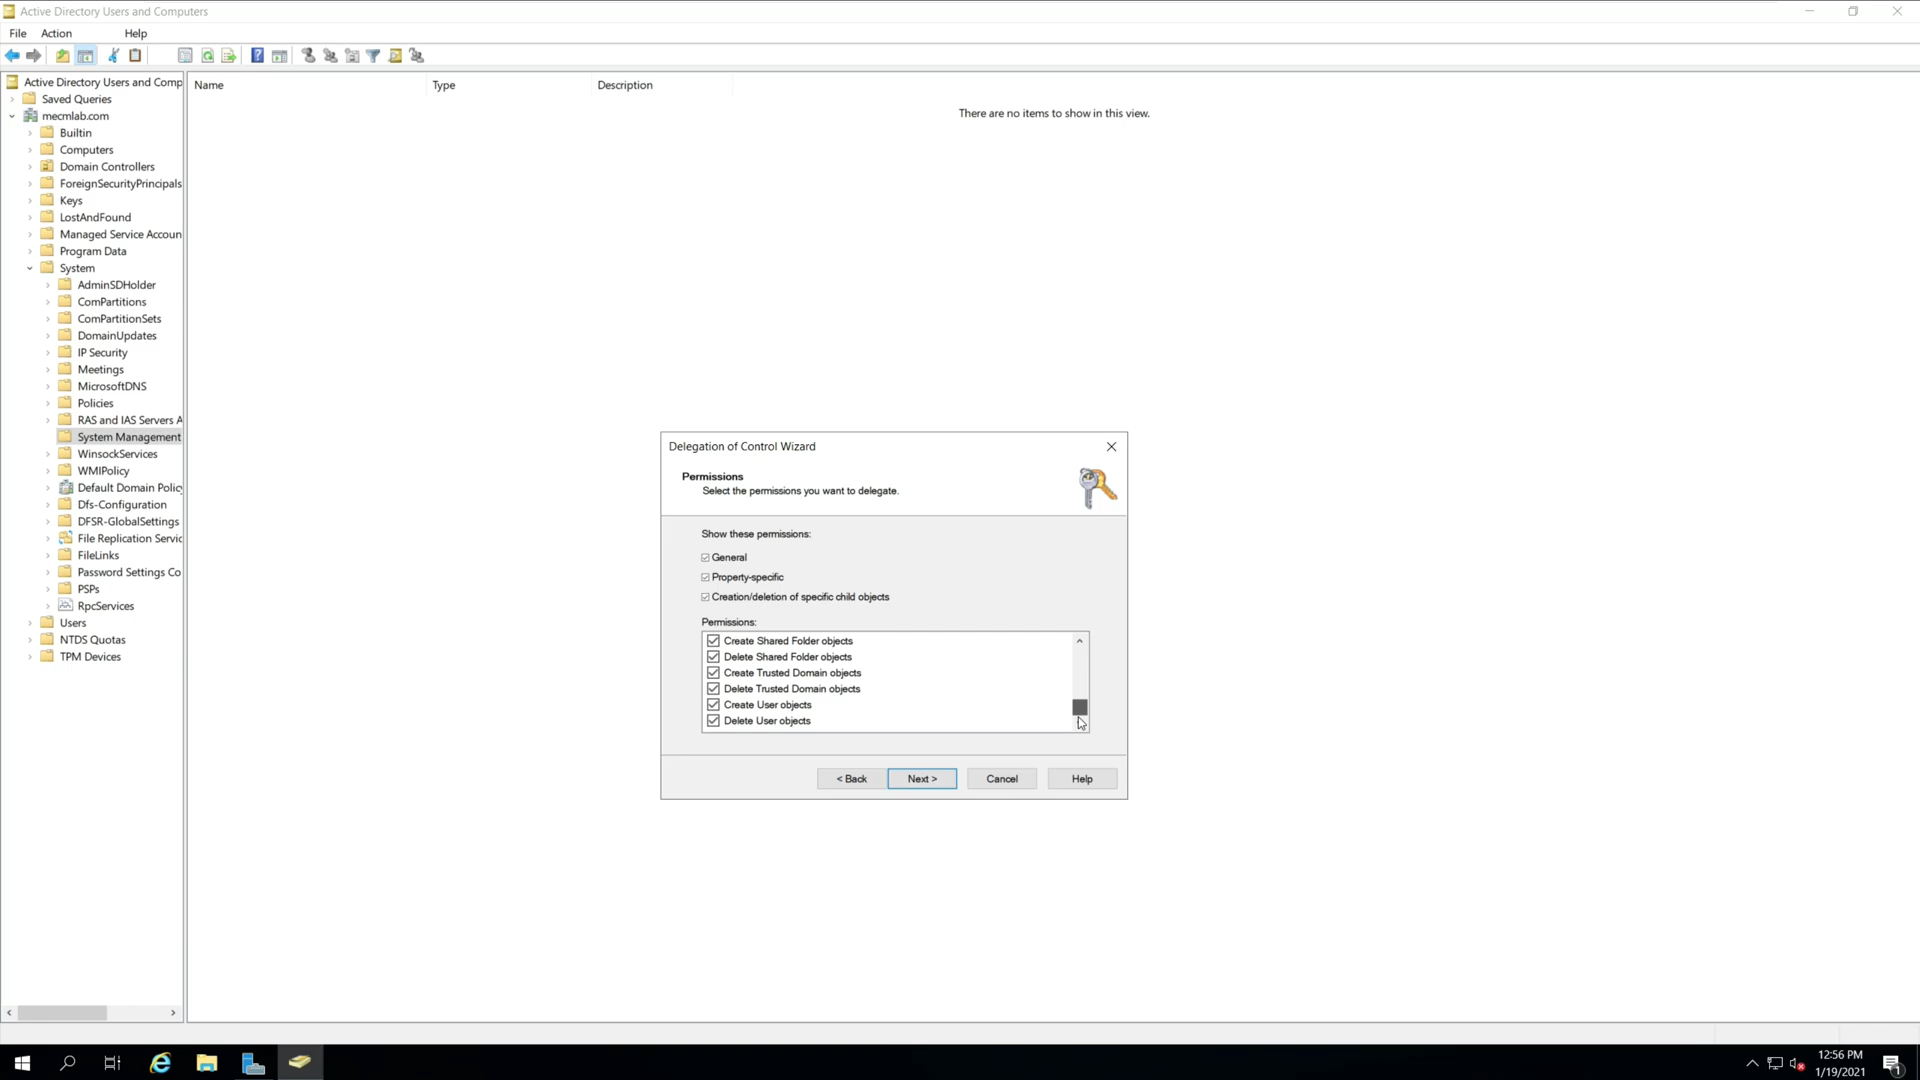 Active Directory Users and Computers
File Action Help
Active Directory Users and Comp
Saved Queries
mecmlab.com
Builtin
Computers
Domain Controllers
ForeignSecurityPrincipals
Keys
LostAndFound
Managed Service Accoun
Program Data
System
AdminSDHolder
ComPartitions
ComPartitionSets
DomainUpdates
IP Security
Meetings
MicrosoftDNS
Policies
RAS and IAS Servers A
System Management
WinsockServices
WMIPolicy
Default Domain Policy
Dfs-Configuration
DFSR-GlobalSettings
File Replication Servic
FileLinks
Password Settings Co
PSPs
RpcServices
Users
NTDS Quotas
TPM Devices
Name Type Description
There are no items to show in this view.
Delegation of Control Wizard
Permissions
Select the permissions you want to delegate.
Show these permissions:
General
Property-specific
Creation/deletion of specific child objects
Permissions:
Create Shared Folder objects
Delete Shared Folder objects
Create Trusted Domain objects
Delete Trusted Domain objects
Create User objects
Delete User objects
< Back Next > Cancel Help
12:56 PM
1/19/2021
1